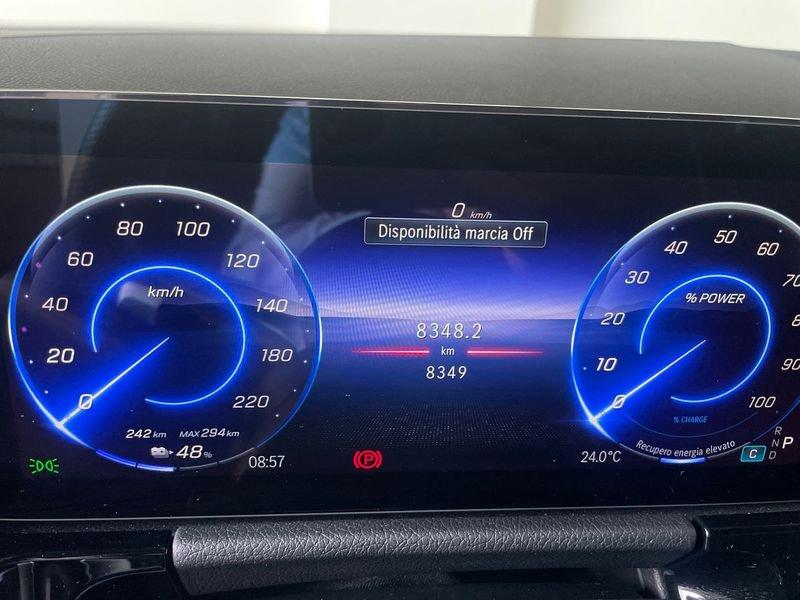 0 km/h
Disponibilità marcia Off
0
20
40
60
80
100
120
140
180
220
km/h
242 km MAX 294 km
48 %
08:57
8348.2
km
8349
0
10
20
30
40
50
60
70
8
90
100
% POWER
% CHARGE
Recupero energia elevato
24.0°C
C
R
N
D
P